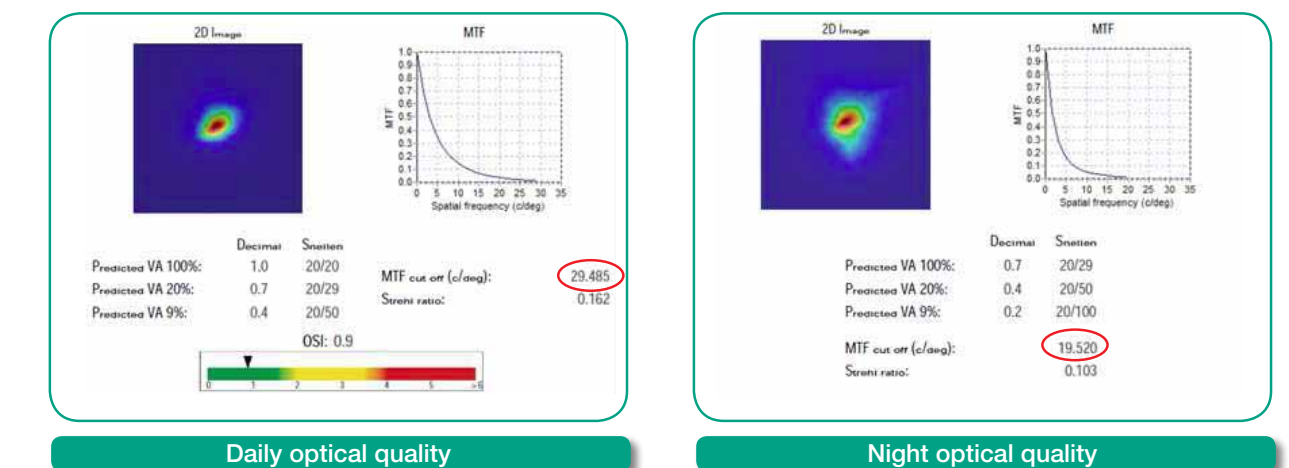 2D Image
MTF
1.0
0.9
0.8
0.7
0.6
0.5
0.4
0.3
0.2
0.1
0.0
MTF
0 5 10 15 20 25 30 35
Spatial frequency (c/deg)
Decimal Snellen
Predicted VA 100%: 1.0 20/20
Predicted VA 20%: 0.7 20/29
Predicted VA 9%: 0.4 20/50
MTF cut off (c/deg): 29.485
Strehl ratio: 0.162
OSI: 0.9
0 1 2 3 4 5 >6
Daily optical quality
2D Image
MTF
1.0
0.9
0.8
0.7
0.6
0.5
0.4
0.3
0.2
0.1
0.0
MTF
0 5 10 15 20 25 30 35
Spatial frequency (c/deg)
Decimal Snellen
Predicted VA 100%: 0.7 20/29
Predicted VA 20%: 0.4 20/50
Predicted VA 9%: 0.2 20/100
MTF cut off (c/deg): 19.520
Strehl ratio: 0.103
Night optical quality